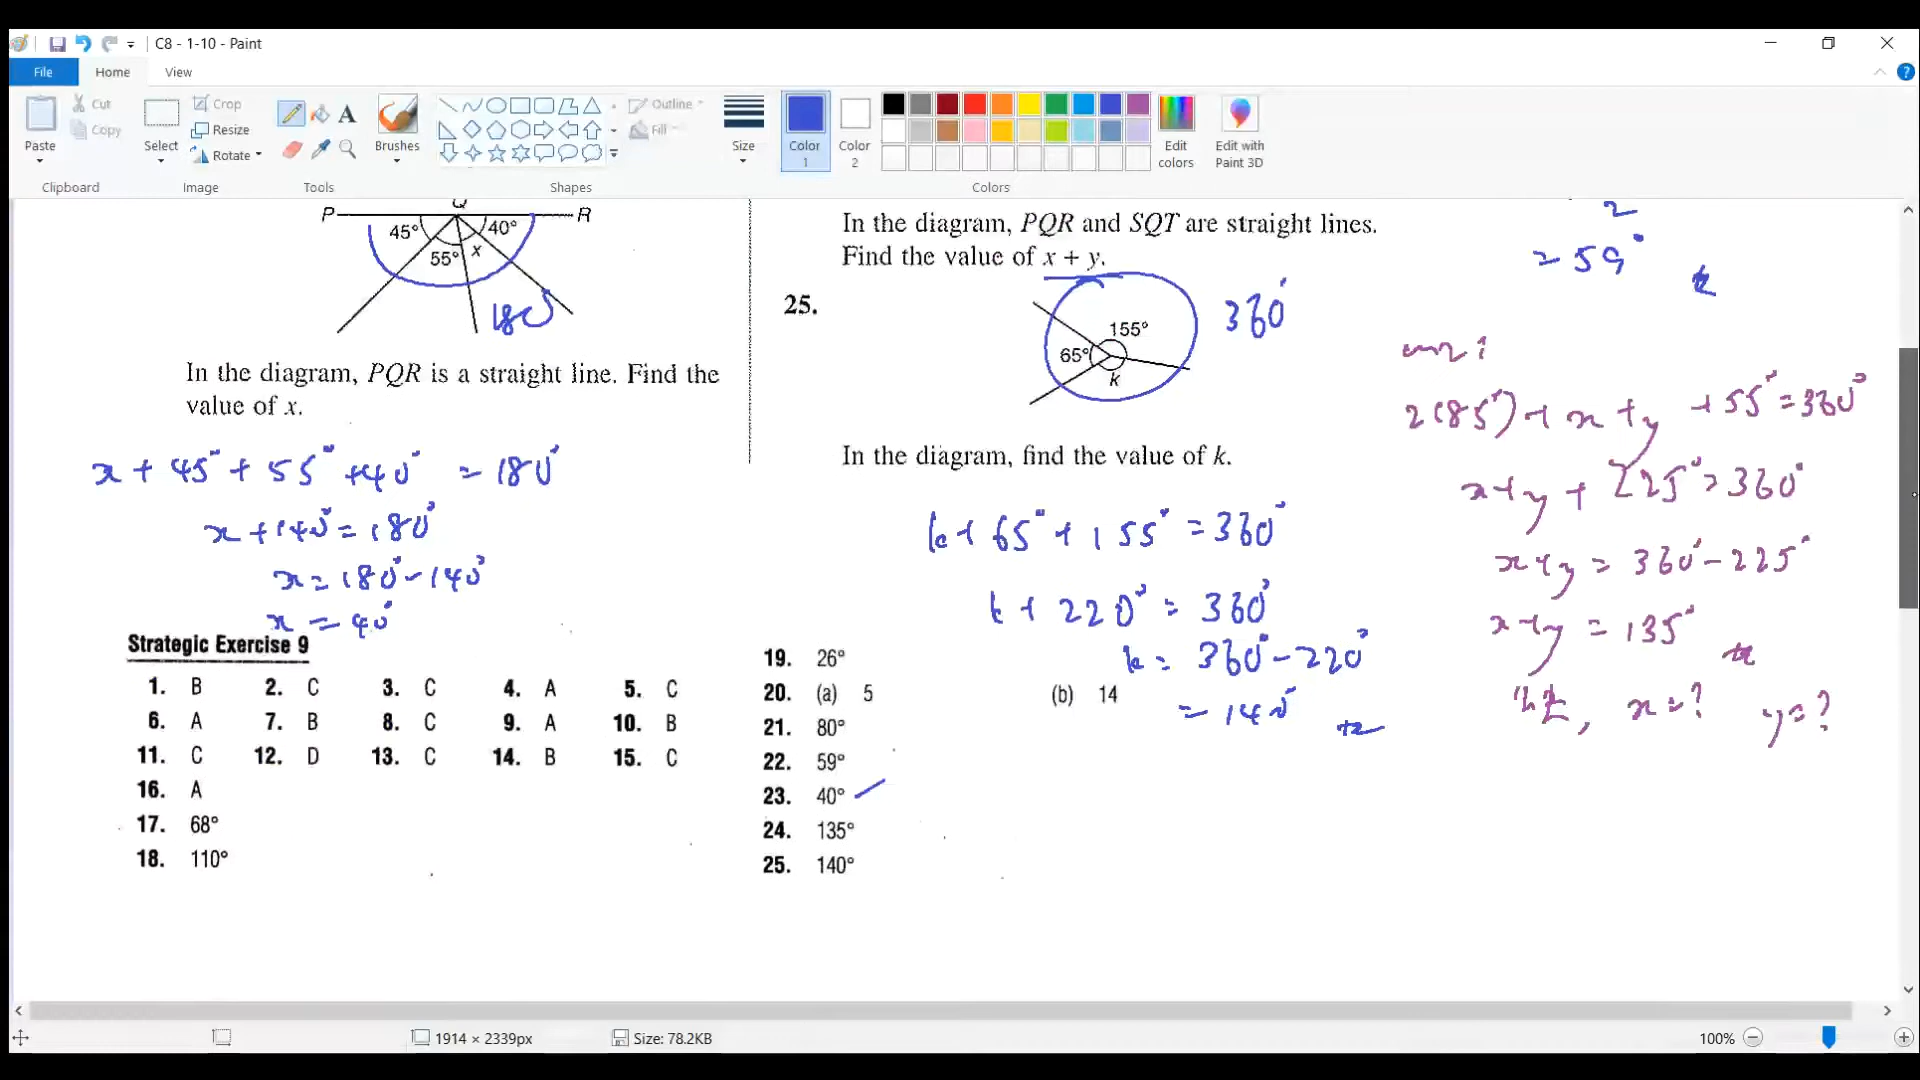 C8 - 1-10 - Paint
File Home View
Paste
Cut
Copy
Clipboard
Select
Crop
Resize
Rotate
Image
A
Tools
Brushes
Shapes
Outline
Fill
Size
Color 1
Color 2
Colors
Edit colors
Edit with Paint 3D
P Q R
45° 40°
55° x
180°
In the diagram, PQR is a straight line. Find the
value of x.
x + 45° + 55° + 40° = 180°
x + 140° = 180°
x = 180° - 140°
x = 40°
In the diagram, PQR and SQT are straight lines.
Find the value of x + y.
25.
155°
65°
k
360°
In the diagram, find the value of k.
k + 65° + 155° = 360°
k + 220° = 360°
k = 360° - 220°
= 140°
2
= 59°
2(85°) + x + y + 55° = 360°
x + y + 225° = 360°
x + y = 360° - 225°
x + y = 135°
x = ? y = ?
Strategic Exercise 9
1. B 2. C 3. C 4. A 5. C
6. A 7. B 8. C 9. A 10. B
11. C 12. D 13. C 14. B 15. C
16. A
17. 68°
18. 110°
19. 26°
20. (a) 5 (b) 14
21. 80°
22. 59°
23. 40°
24. 135°
25. 140°
1914 × 2339px
Size: 78.2KB
100%